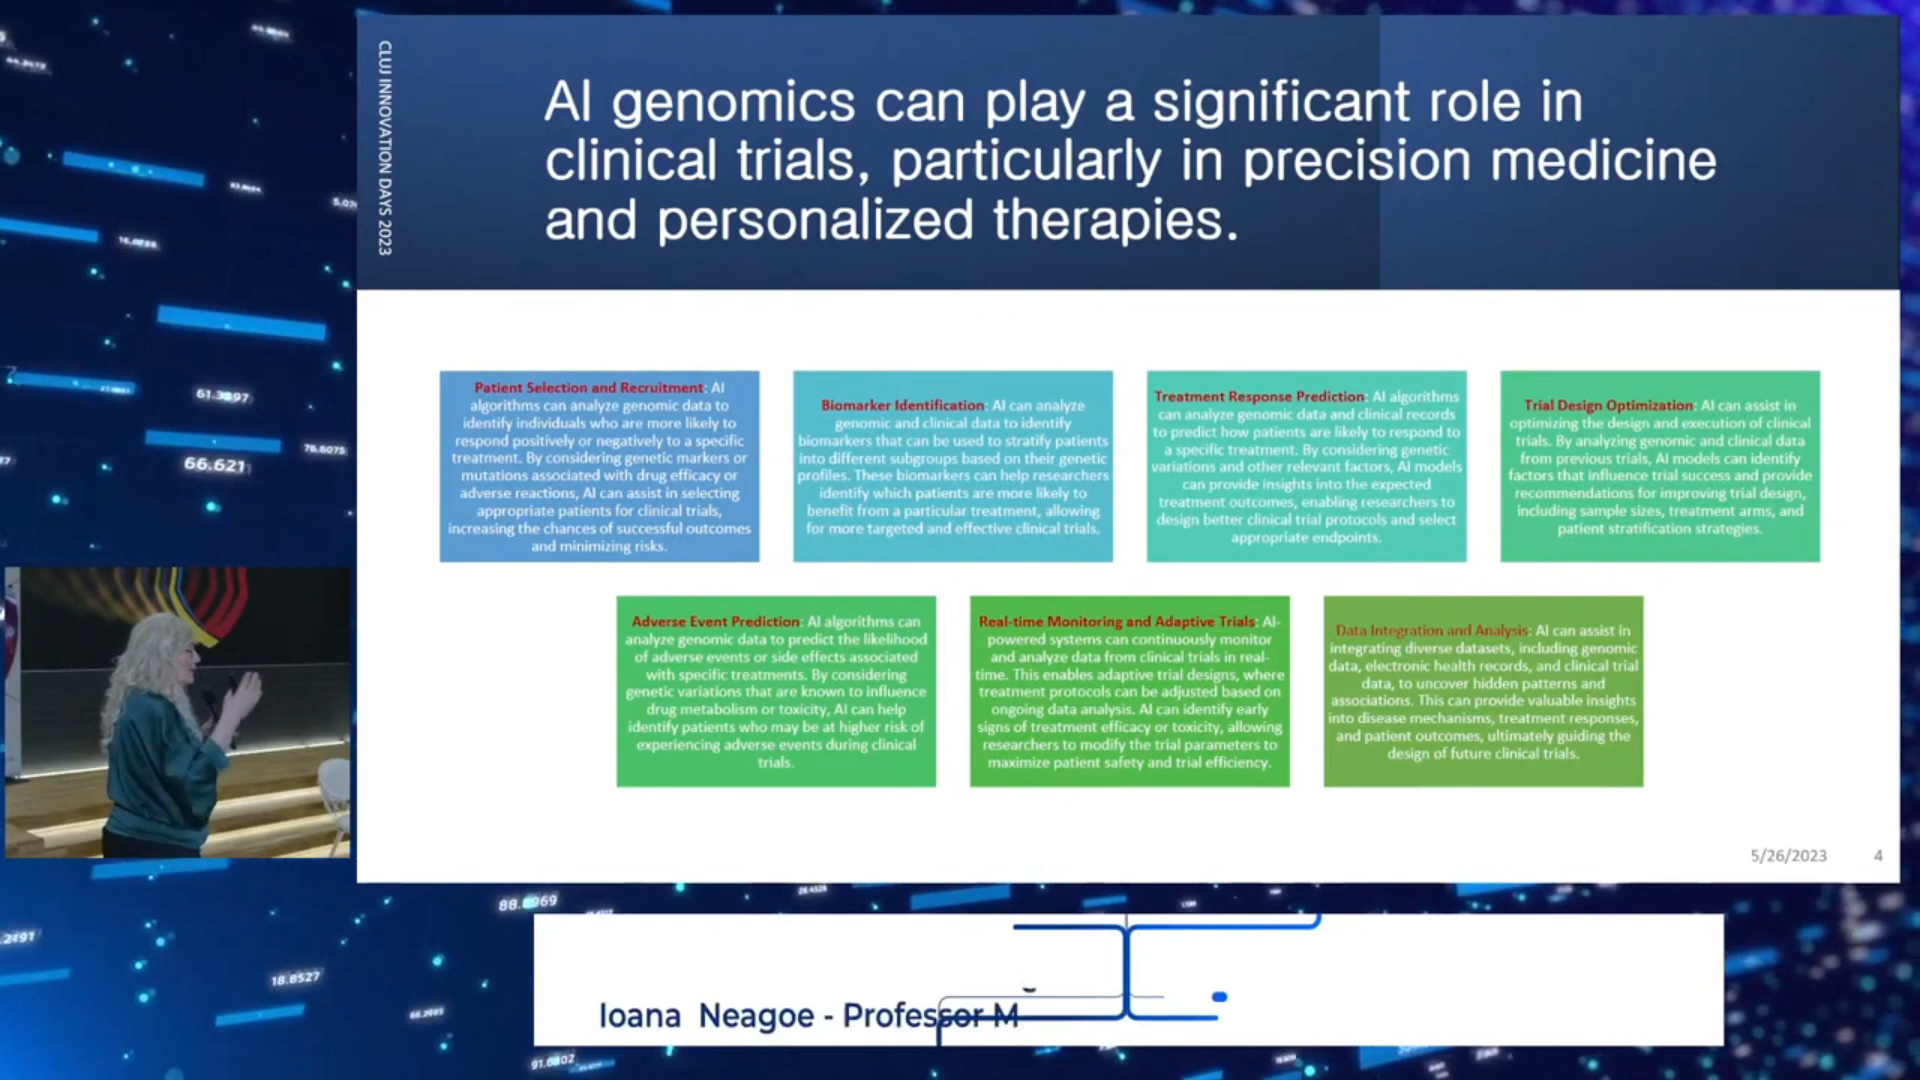 CLUJ INNOVATION DAYS 2023
AI genomics can play a significant role in
clinical trials, particularly in precision medicine
and personalized therapies.
Patient Selection and Recruitment: AI
algorithms can analyze genomic data to
identify individuals who are more likely to
respond positively or negatively to a specific
treatment. By considering genetic markers or
mutations associated with drug efficacy or
adverse reactions, AI can assist in selecting
appropriate patients for clinical trials,
increasing the chances of successful outcomes
and minimizing risks.
Biomarker Identification: AI can analyze
genomic and clinical data to identify
biomarkers that can be used to stratify patients
into different subgroups based on their genetic
profiles. These biomarkers can help researchers
identify which patients are more likely to
benefit from a particular treatment, allowing
for more targeted and effective clinical trials.
Treatment Response Prediction: AI algorithms
can analyze genomic data and clinical records
to predict how patients are likely to respond to
a specific treatment. By considering genetic
variations and other relevant factors, AI models
can provide insights into the expected
treatment outcomes, enabling researchers to
design better clinical trial protocols and select
appropriate endpoints.
Trial Design Optimization: AI can assist in
optimizing the design and execution of clinical
trials. By analyzing genomic and clinical data
from previous trials, AI models can identify
factors that influence trial success and provide
recommendations for improving trial design,
including sample sizes, treatment arms, and
patient stratification strategies.
Adverse Event Prediction: AI algorithms can
analyze genomic data to predict the likelihood
of adverse events or side effects associated
with specific treatments. By considering
genetic variations that are known to influence
drug metabolism or toxicity, AI can help
identify patients who may be at higher risk of
experiencing adverse events during clinical
trials.
Real-time Monitoring and Adaptive Trials: AI-
powered systems can continuously monitor
and analyze data from clinical trials in real-
time. This enables adaptive trial designs, where
treatment protocols can be adjusted based on
ongoing data analysis. AI can identify early
signs of treatment efficacy or toxicity, allowing
researchers to modify the trial parameters to
maximize patient safety and trial efficiency.
Data Integration and Analysis: AI can assist in
integrating diverse datasets, including genomic
data, electronic health records, and clinical trial
data, to uncover hidden patterns and
associations. This can provide valuable insights
into disease mechanisms, treatment responses,
and patient outcomes, ultimately guiding the
design of future clinical trials.
5/26/2023 4
61.3397
76.6075
66.621
18.8527
Ioana Neagoe - Professor M